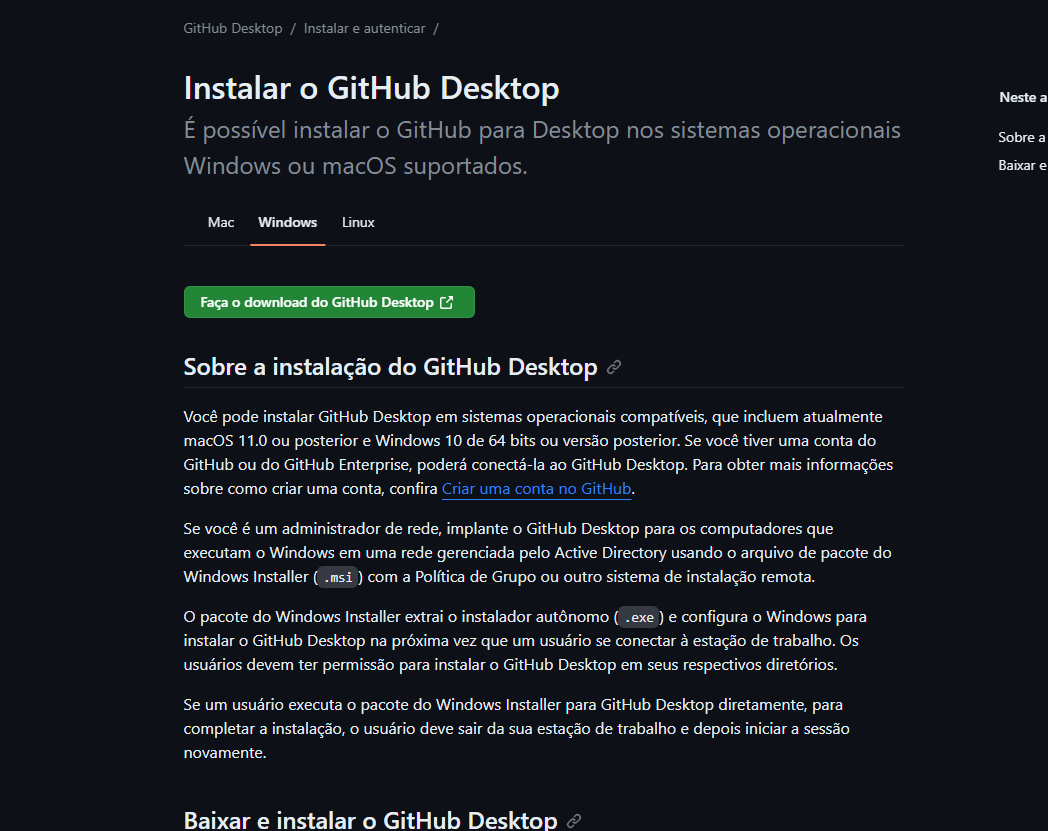 GitHub Desktop / Instalar e autenticar /
Instalar o GitHub Desktop
É possível instalar o GitHub para Desktop nos sistemas operacionais
Windows ou macOS suportados.
Mac Windows Linux
Faça o download do GitHub Desktop
Sobre a instalação do GitHub Desktop
Você pode instalar GitHub Desktop em sistemas operacionais compatíveis, que incluem atualmente
macOS 11.0 ou posterior e Windows 10 de 64 bits ou versão posterior. Se você tiver uma conta do
GitHub ou do GitHub Enterprise, poderá conectá-la ao GitHub Desktop. Para obter mais informações
sobre como criar uma conta, confira Criar uma conta no GitHub.
Se você é um administrador de rede, implante o GitHub Desktop para os computadores que
executam o Windows em uma rede gerenciada pelo Active Directory usando o arquivo de pacote do
Windows Installer (.msi) com a Política de Grupo ou outro sistema de instalação remota.
O pacote do Windows Installer extrai o instalador autônomo (.exe) e configura o Windows para
instalar o GitHub Desktop na próxima vez que um usuário se conectar à estação de trabalho. Os
usuários devem ter permissão para instalar o GitHub Desktop em seus respectivos diretórios.
Se um usuário executa o pacote do Windows Installer para GitHub Desktop diretamente, para
completar a instalação, o usuário deve sair da sua estação de trabalho e depois iniciar a sessão
novamente.
Baixar e instalar o GitHub Desktop
Neste a
Sobre a
Baixar e